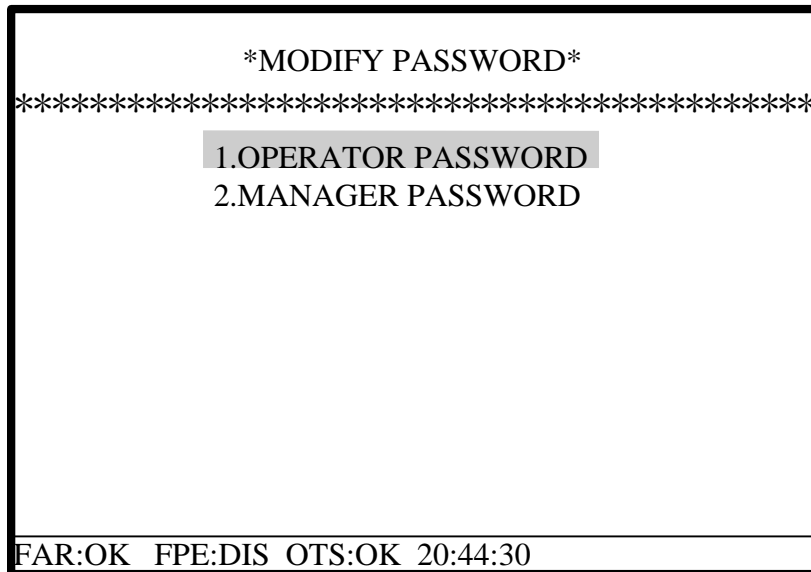 *MODIFY PASSWORD*
*******************************************
1.OPERATOR PASSWORD
2.MANAGER PASSWORD
FAR:OK FPE:DIS OTS:OK 20:44:30